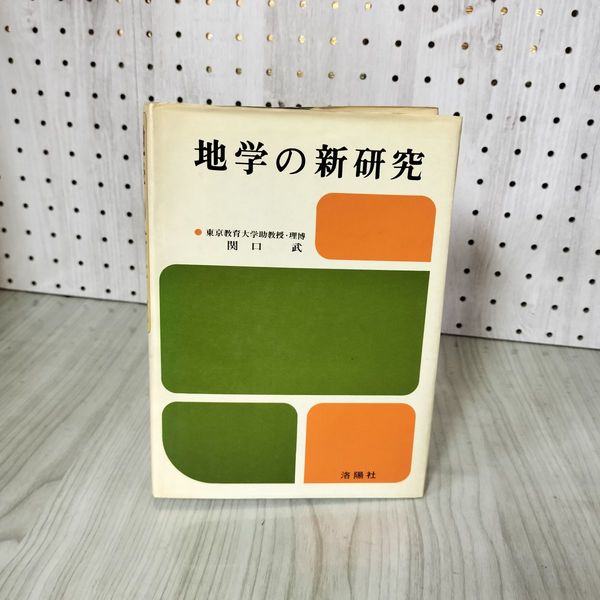 地学の新研究
東京教育大学助教授・理博
関口 武
洛陽社